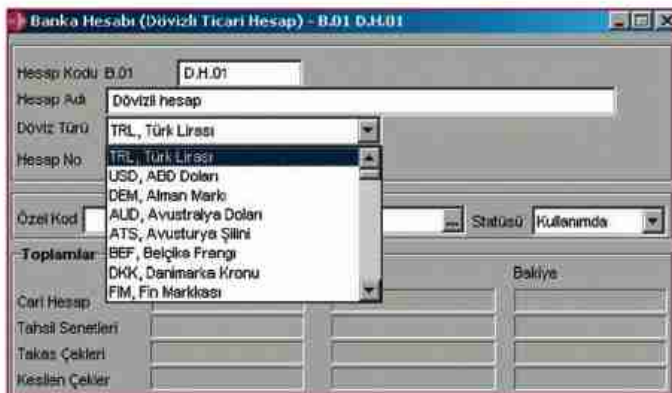 Banka Hesabı (Dövizli Ticari Hesap) - B.01 D.H.01
Hesap Kodu B.01 D.H.01
Hesap Adı Dövizli hesap
Döviz Türü TRL, Türk Lirası
Hesap No TRL, Türk Lirası
USD, ABD Doları
DEM, Alman Markı
AUD, Avustralya Doları
Özel Kod ... Statüsü Kullanımda
ATS, Avusturya Şilini
Toplamlar BEF, Belçika Frangı
DKK, Danimarka Kronu Bakiye
FIM, Fin Markkası
Cari Hesap
Tahsil Senetleri
Takas Çekleri
Kesilen Çekler